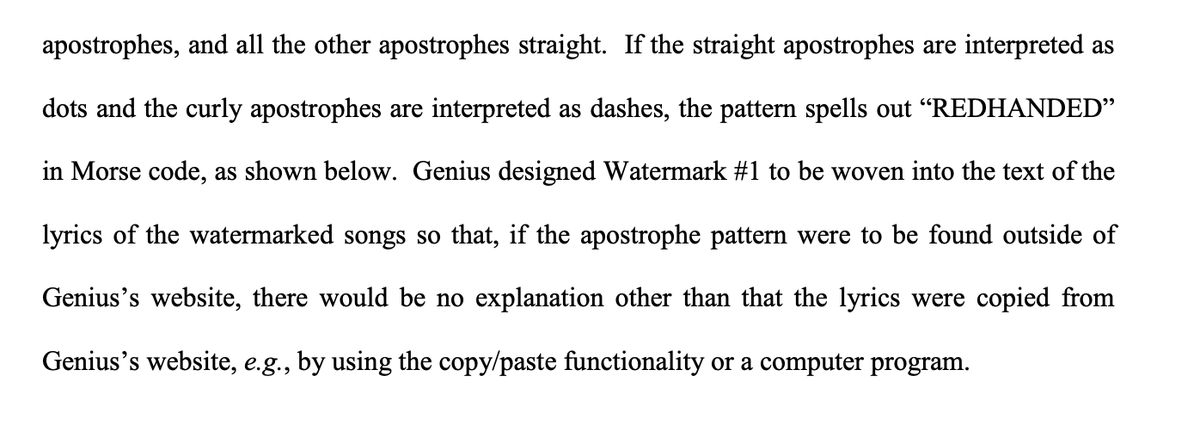 apostrophes, and all the other apostrophes straight.  If the straight apostrophes are interpreted as
dots and the curly apostrophes are interpreted as dashes, the pattern spells out “REDHANDED”
in Morse code, as shown below.  Genius designed Watermark #1 to be woven into the text of the
lyrics of the watermarked songs so that, if the apostrophe pattern were to be found outside of
Genius’s website, there would be no explanation other than that the lyrics were copied from
Genius’s website, e.g., by using the copy/paste functionality or a computer program.